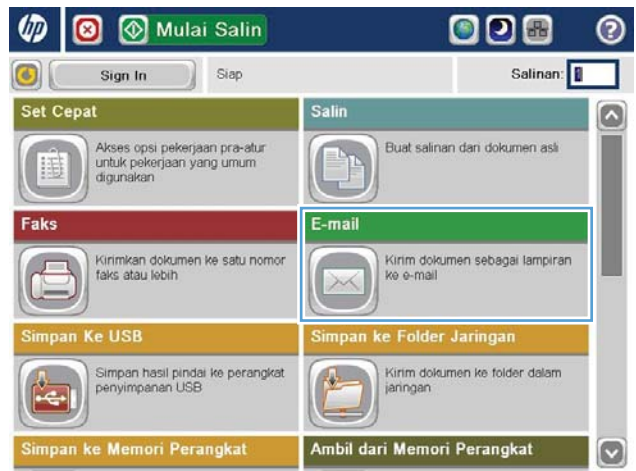 hp
Mulai Salin
?
Sign In
Siap
Salinan: 1
Set Cepat
Akses opsi pekerjaan pra-atur
untuk pekerjaan yang umum
digunakan
Salin
Buat salinan dari dokumen asli
Faks
Kirimkan dokumen ke satu nomor
faks atau lebih
E-mail
Kirim dokumen sebagai lampiran
ke e-mail
Simpan Ke USB
Simpan hasil pindai ke perangkat
penyimpanan USB
Simpan ke Folder Jaringan
Kirim dokumen ke folder dalam
jaringan
Simpan ke Memori Perangkat
Ambil dari Memori Perangkat